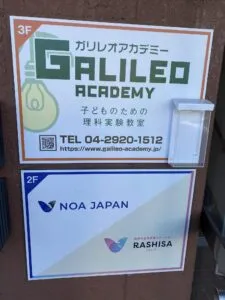 3F
ガリレオアカデミー
GALILEO
ACADEMY
子どものための
理科実験教室
TEL 04-2920-1512
https://www.galileo-academy.jp/
2F
NOA JAPAN
RASHISA